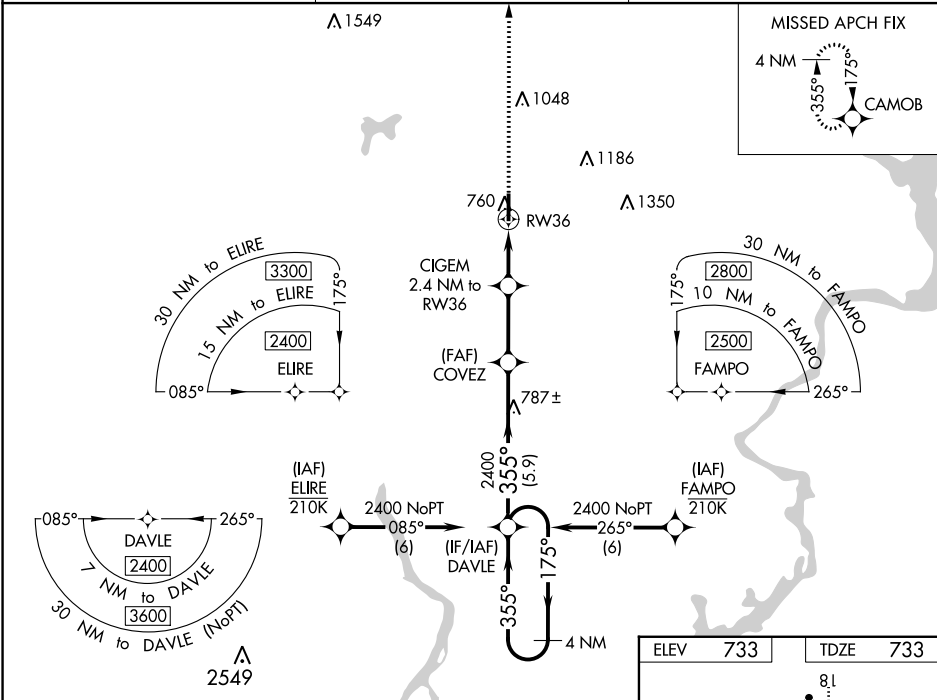 1549
MISSED APCH FIX
4 NM
355°
175°
CAMOB
1048
1186
1350
760
RW36
30 NM to ELIRE
3300
175°
15 NM to ELIRE
2400
ELIRE
085°
CIGEM
2.4 NM to
RW36
30 NM to FAMPO
2800
175°
10 NM to FAMPO
2500
FAMPO
265°
(FAF)
COVEZ
787±
2400
355°
(5.9)
(IAF)
ELIRE
210K
2400 NoPT
085°
(6)
(IF/IAF)
DAVLE
2400 NoPT
265°
(6)
(IAF)
FAMPO
210K
085°
265°
DAVLE
2400
7 NM to DAVLE
3600
30 NM to DAVLE (NoPT)
2549
355°
175°
4 NM
ELEV 733
TDZE 733
18